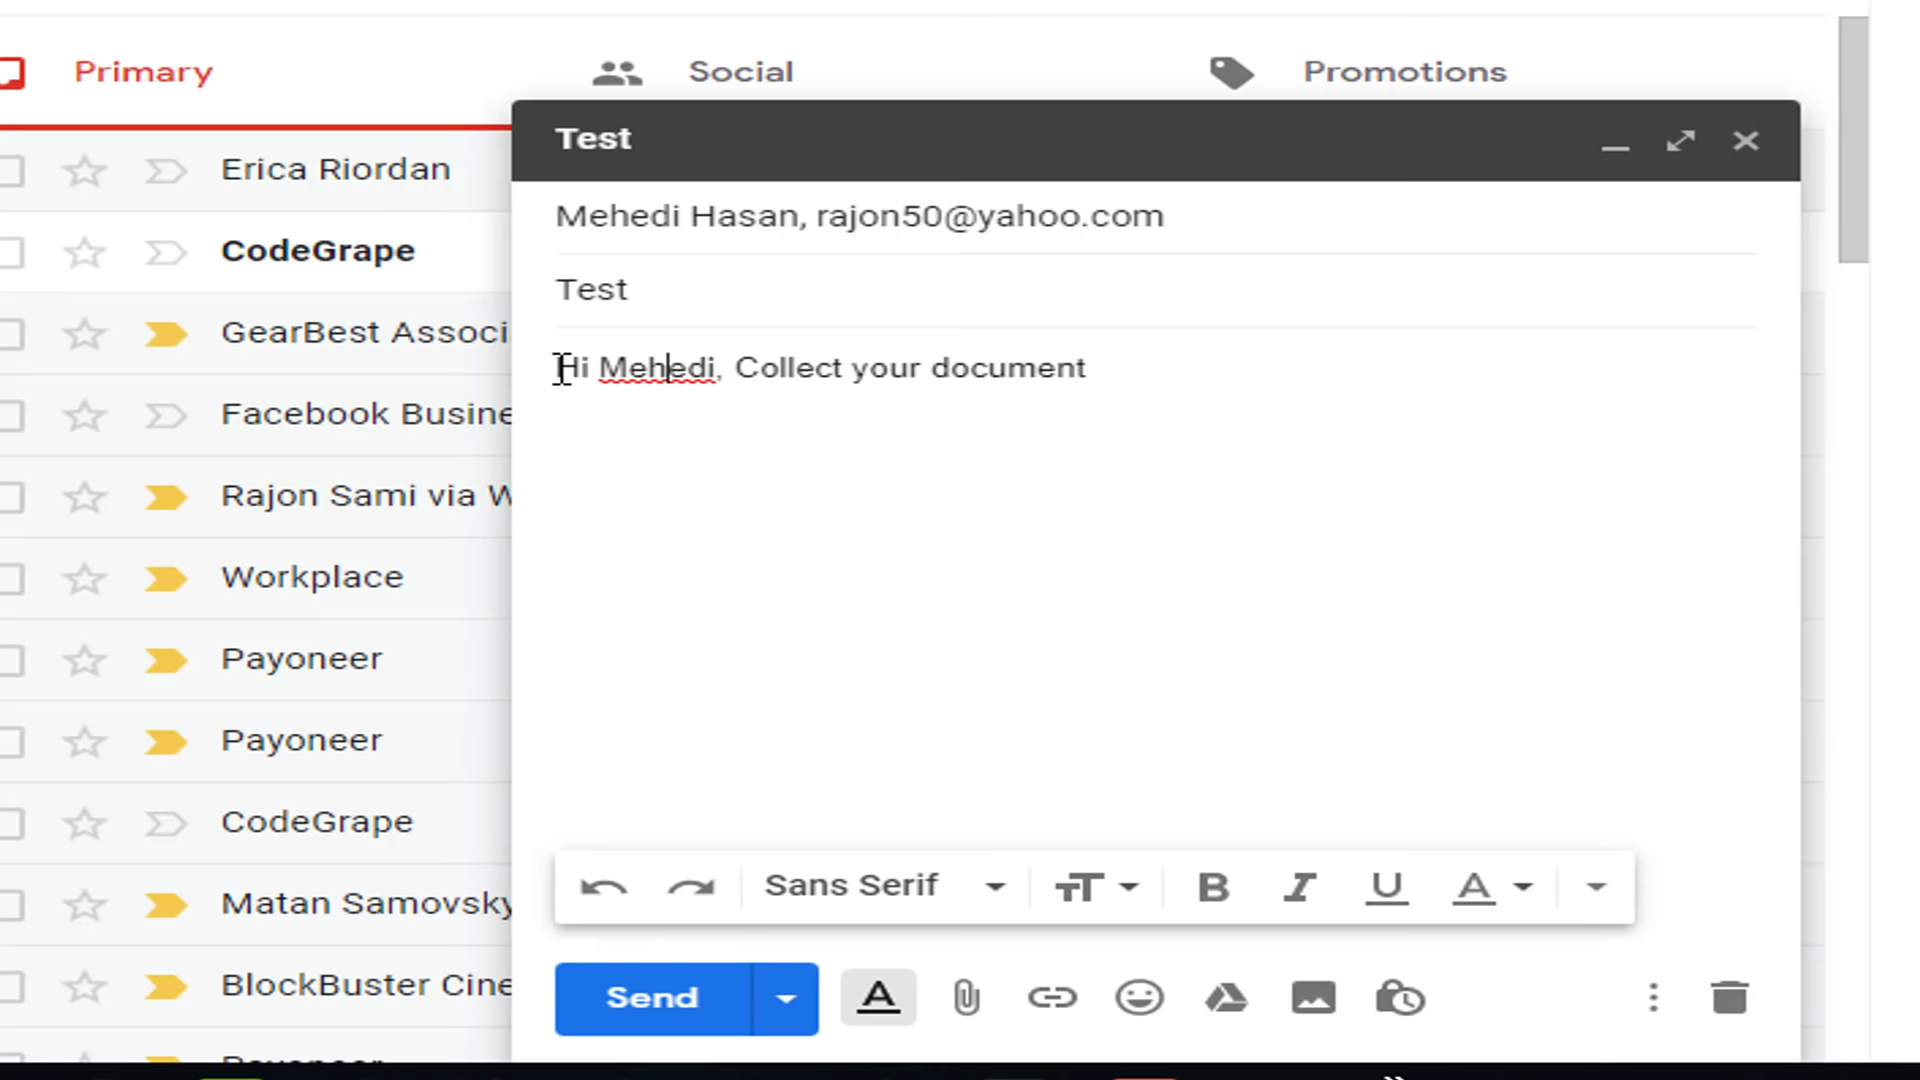 Primary
Social
Promotions
Test
Mehedi Hasan, rajon50@yahoo.com
Test
Hi Mehedi, Collect your document
Erica Riordan
CodeGrape
GearBest Associ
Facebook Busine
Rajon Sami via W
Workplace
Payoneer
Payoneer
CodeGrape
Matan Samovsky
BlockBuster Cine
Payoneer
Sans Serif
Send